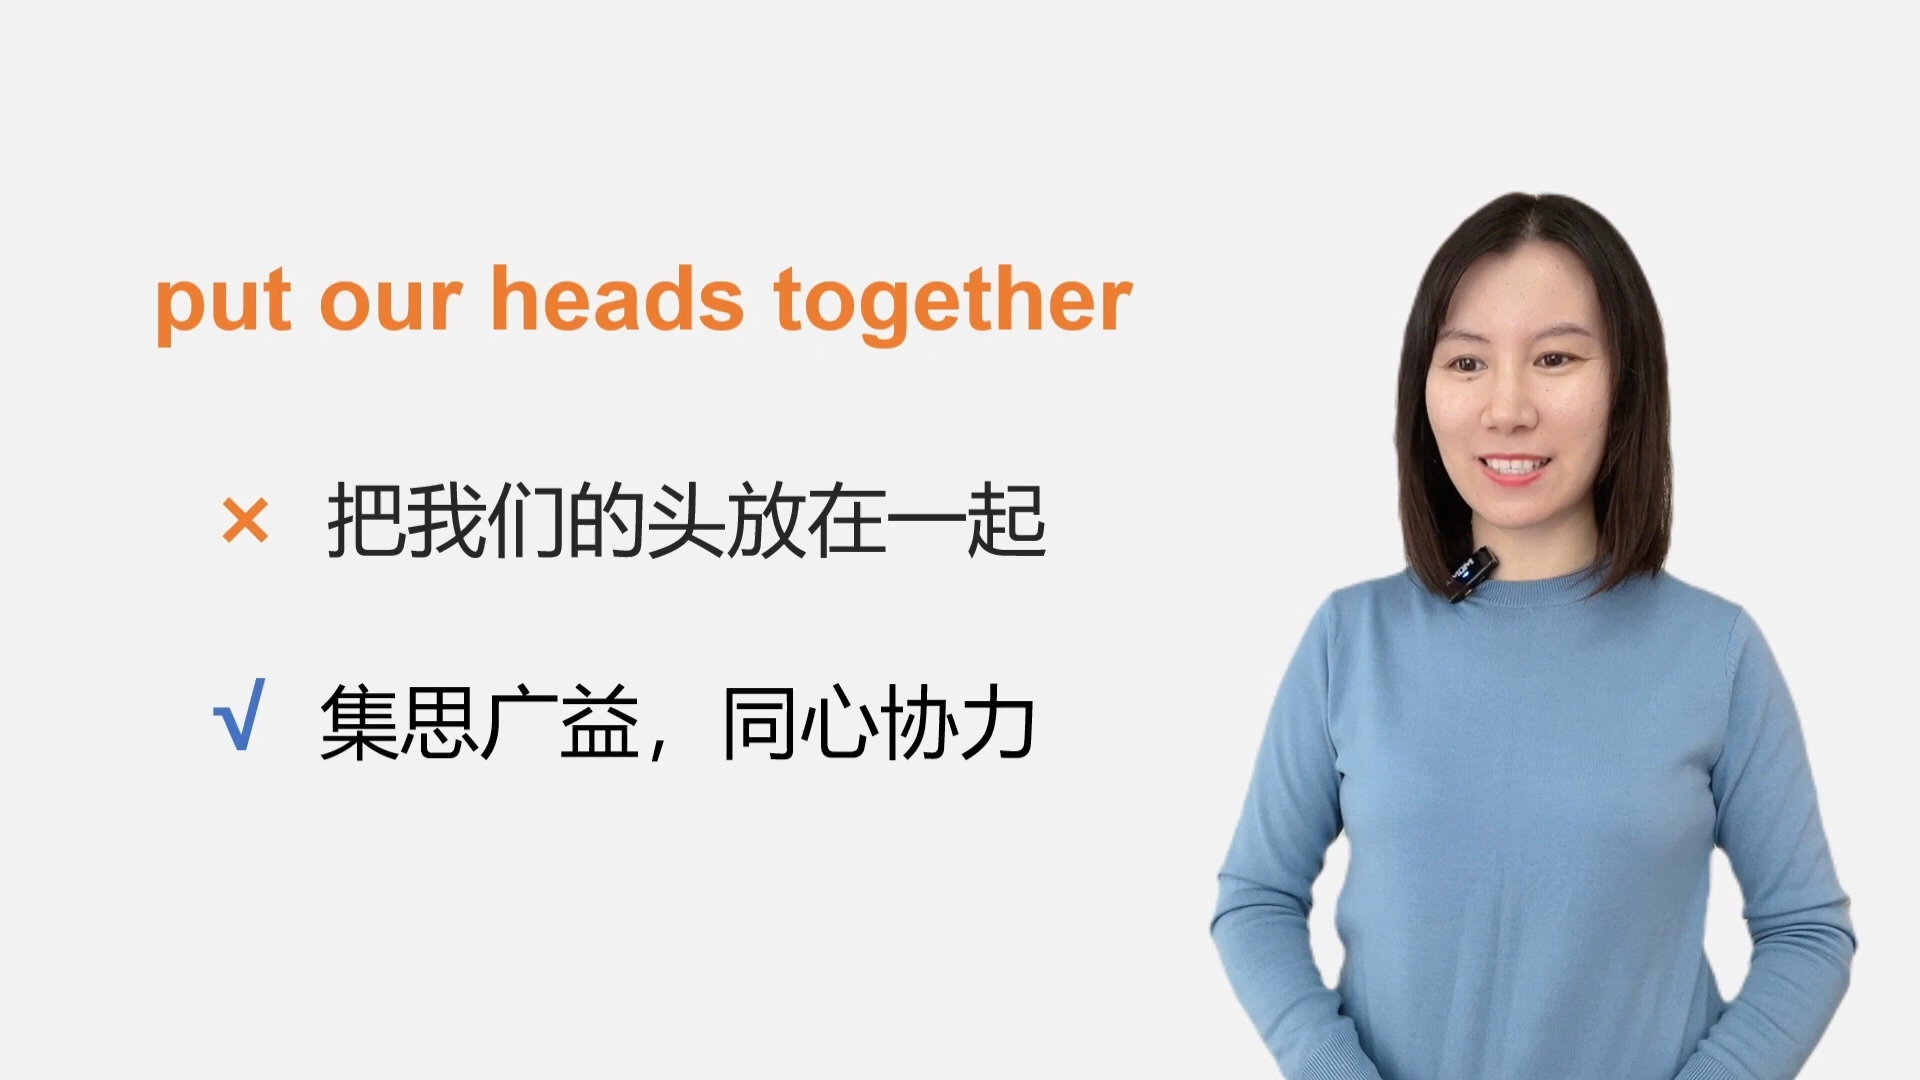 put our heads together
× 把我们的头放在一起
√ 集思广益，同心协力